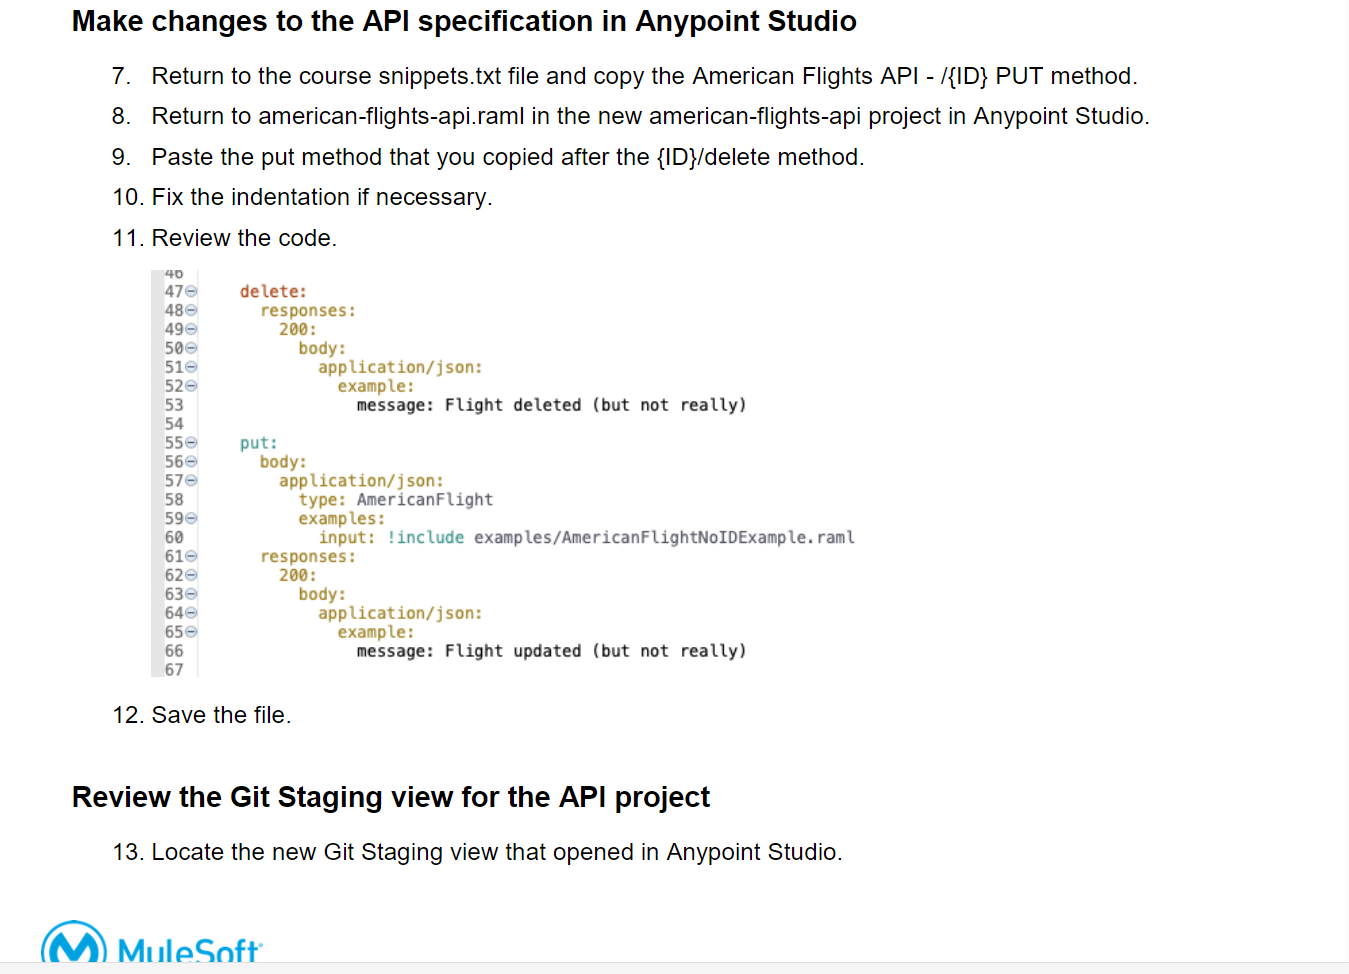 Make changes to the API specification in Anypoint Studio
7. Return to the course snippets.txt file and copy the American Flights API - /{ID} PUT method.
8. Return to american-flights-api.raml in the new american-flights-api project in Anypoint Studio.
9. Paste the put method that you copied after the {ID}/delete method.
10. Fix the indentation if necessary.
11. Review the code.
46
47 delete:
48 responses:
49 200:
50 body:
51 application/json:
52 example:
53 message: Flight deleted (but not really)
54
55 put:
56 body:
57 application/json:
58 type: AmericanFlight
59 examples:
60 input: !include examples/AmericanFlightNoIDExample.raml
61 responses:
62 200:
63 body:
64 application/json:
65 example:
66 message: Flight updated (but not really)
67
12. Save the file.
Review the Git Staging view for the API project
13. Locate the new Git Staging view that opened in Anypoint Studio.
MuleSoft